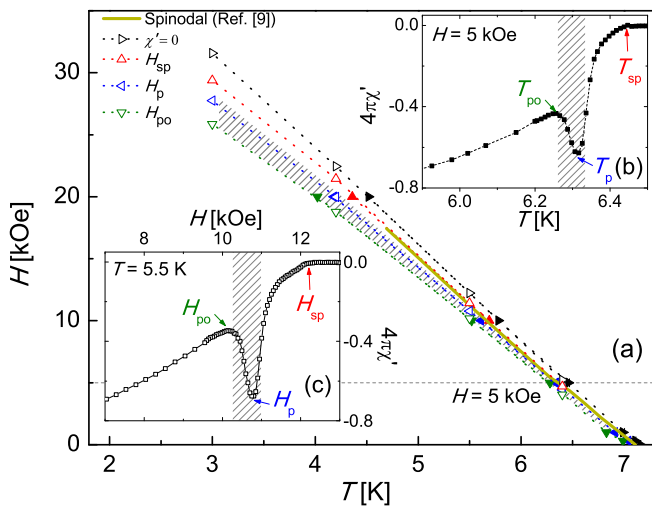 Spinodal (Ref. [9])
χ'= 0
H_sp
H_p
H_po
H [kOe]
30
20
10
0
2
3
4
5
6
7
T [K]
(a)
H = 5 kOe
H = 5 kOe
T_po
T_p
T_sp
4πχ'
0.0
-0.4
-0.8
6.0
6.2
6.4
T [K]
(b)
H [kOe]
8
10
12
T = 5.5 K
H_po
H_sp
H_p
0.0
-0.4
-0.8
4πχ'
(c)